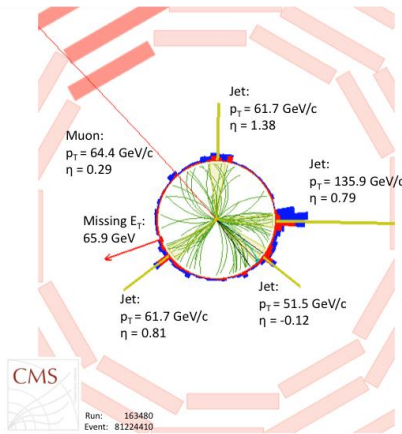 Jet:
pT = 61.7 GeV/c
η = 1.38
Muon:
pT = 64.4 GeV/c
η = 0.29
Jet:
pT = 135.9 GeV/c
η = 0.79
Missing ET:
65.9 GeV
Jet:
pT = 61.7 GeV/c
η = 0.81
Jet:
pT = 51.5 GeV/c
η = -0.12
CMS
Run: 163480
Event: 81224410